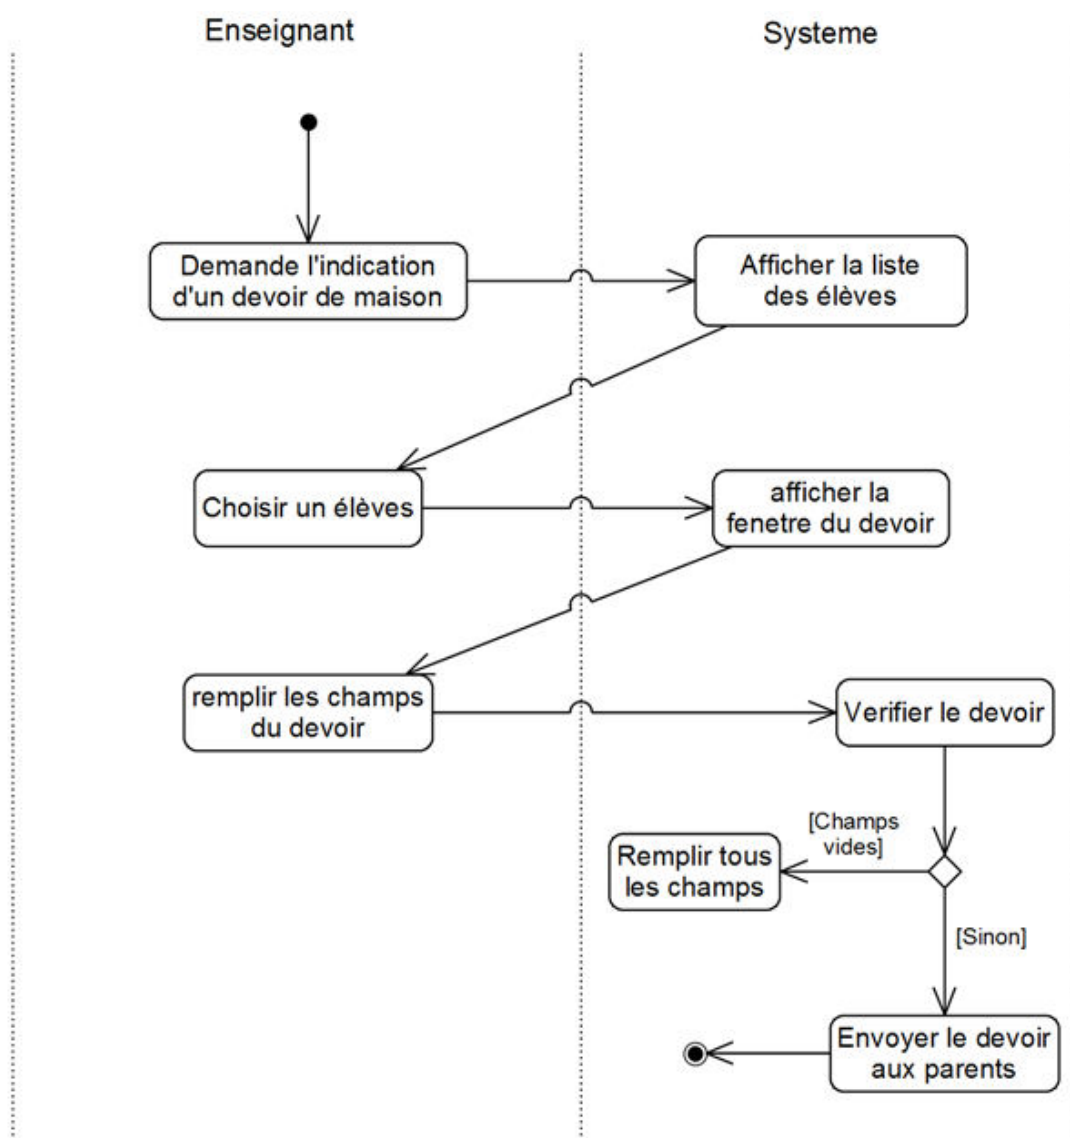 Enseignant
Systeme
Demande l'indication
d'un devoir de maison
Afficher la liste
des élèves
Choisir un élèves
afficher la
fenetre du devoir
remplir les champs
du devoir
Verifier le devoir
[Champs
vides]
Remplir tous
les champs
[Sinon]
Envoyer le devoir
aux parents